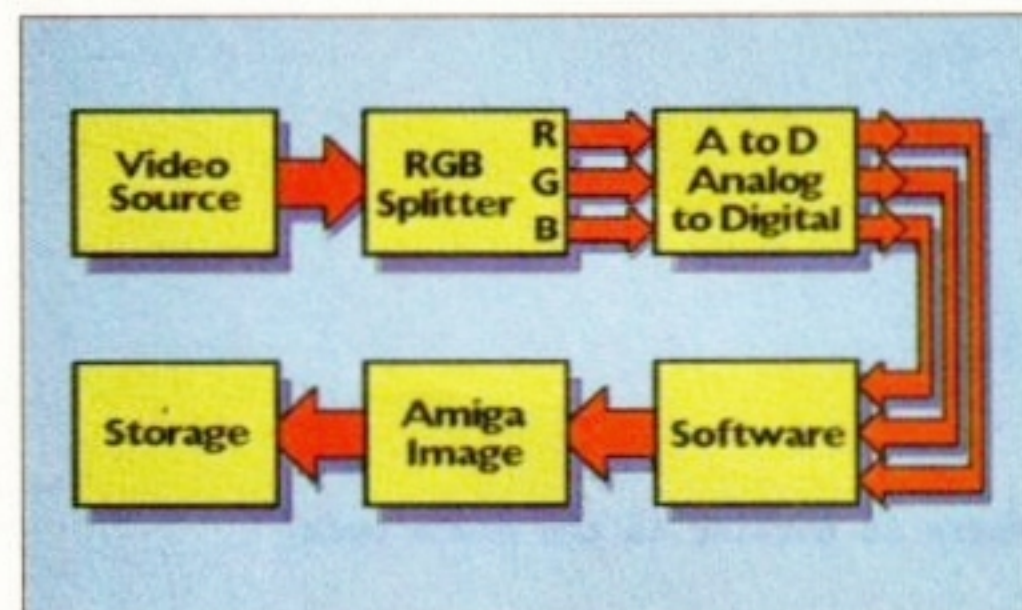 Video
Source
RGB
Splitter
R
G
B
A to D
Analog
to Digital
Software
Amiga
Image
Storage